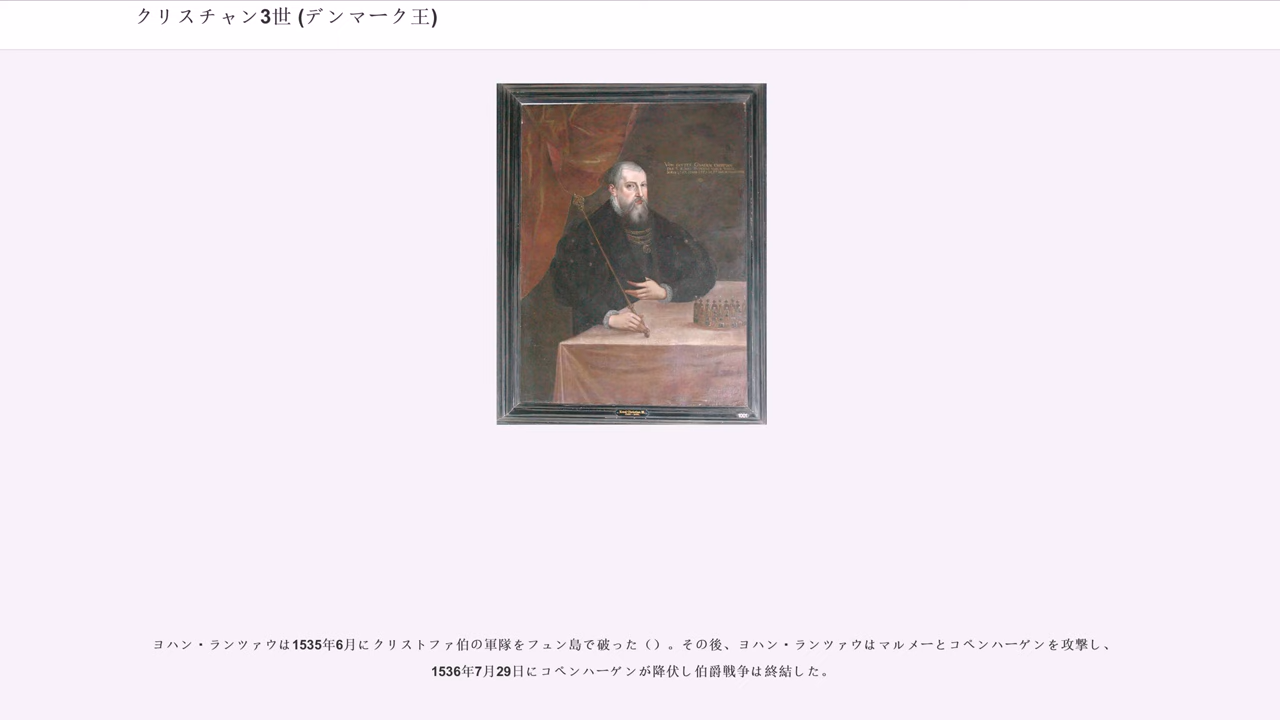 クリスチャン3世 (デンマーク王)
ヨハン・ランツァウは1535年6月にクリストファ伯の軍隊をフュン島で破った（）。その後、ヨハン・ランツァウはマルメーとコペンハーゲンを攻撃し、
1536年7月29日にコペンハーゲンが降伏し伯爵戦争は終結した。